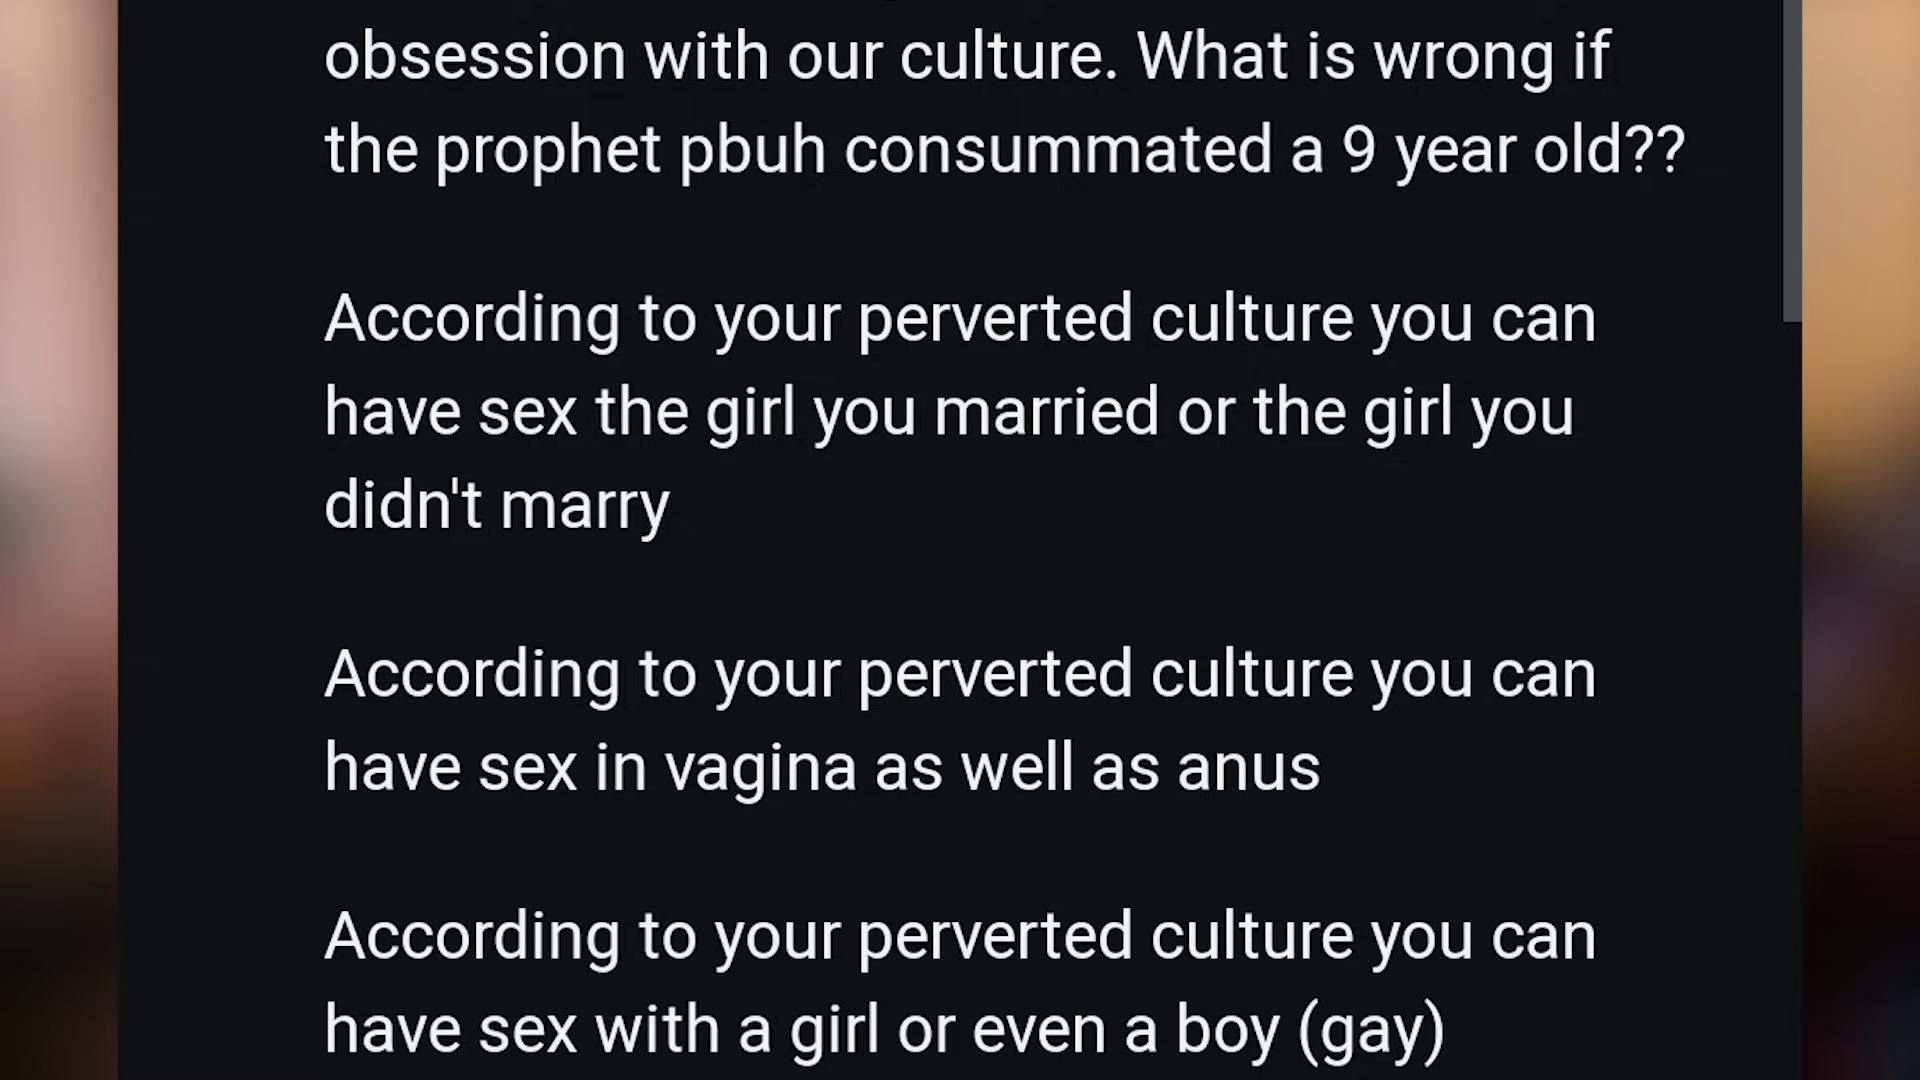 obsession with our culture. What is wrong if
the prophet pbuh consummated a 9 year old??
According to your perverted culture you can
have sex the girl you married or the girl you
didn't marry
According to your perverted culture you can
have sex in vagina as well as anus
According to your perverted culture you can
have sex with a girl or even a boy (gay)